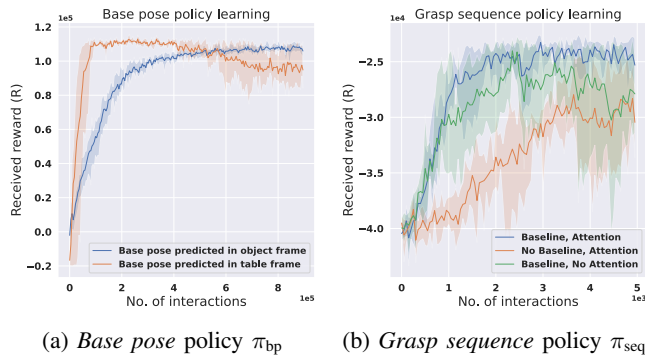 Base pose policy learning
Received reward (R)
1.2
1.0
0.8
0.6
0.4
0.2
0.0
−0.2
1e5
Base pose predicted in object frame
Base pose predicted in table frame
0
2
4
6
8
1e5
No. of interactions
(a) Base pose policy πbp
Grasp sequence policy learning
Received reward (R)
1e4
−2.5
−3.0
−3.5
−4.0
Baseline, Attention
No Baseline, Attention
Baseline, No Attention
0
1
2
3
4
5
1e3
No. of interactions
(b) Grasp sequence policy πseq